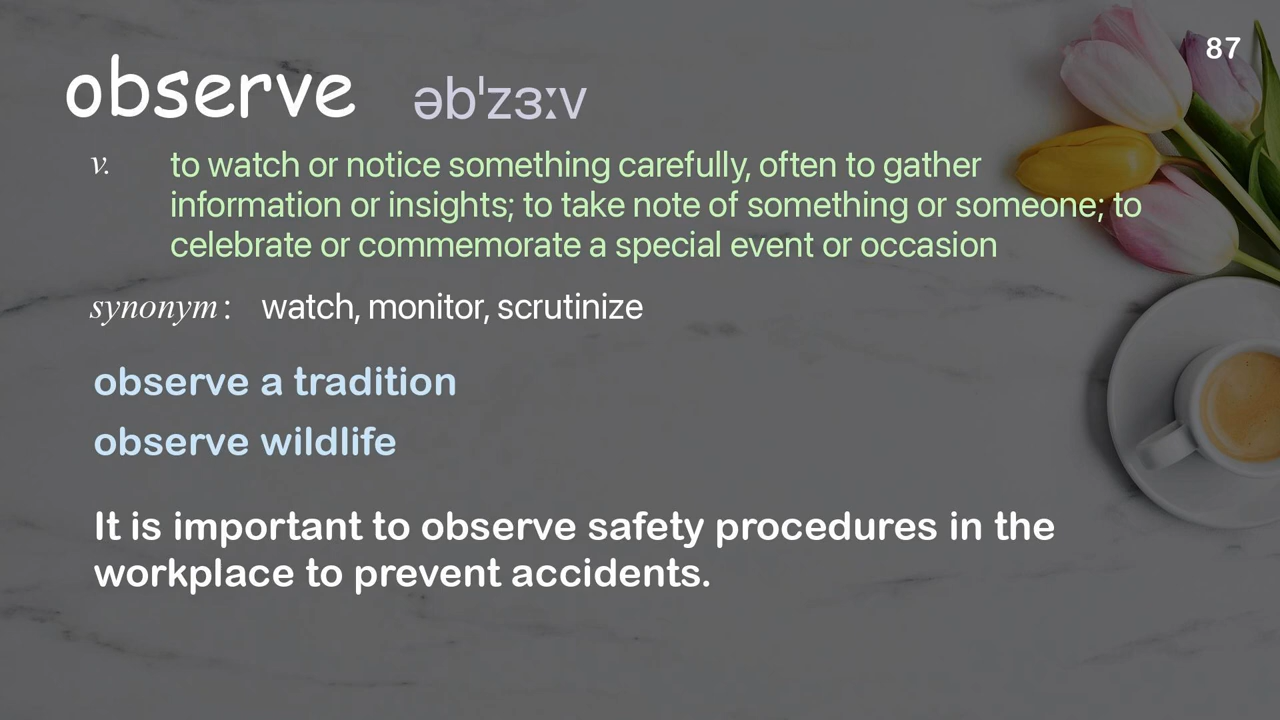 87
observe əbˈzɜːv
v. to watch or notice something carefully, often to gather
information or insights; to take note of something or someone; to
celebrate or commemorate a special event or occasion
synonym: watch, monitor, scrutinize
observe a tradition
observe wildlife
It is important to observe safety procedures in the
workplace to prevent accidents.